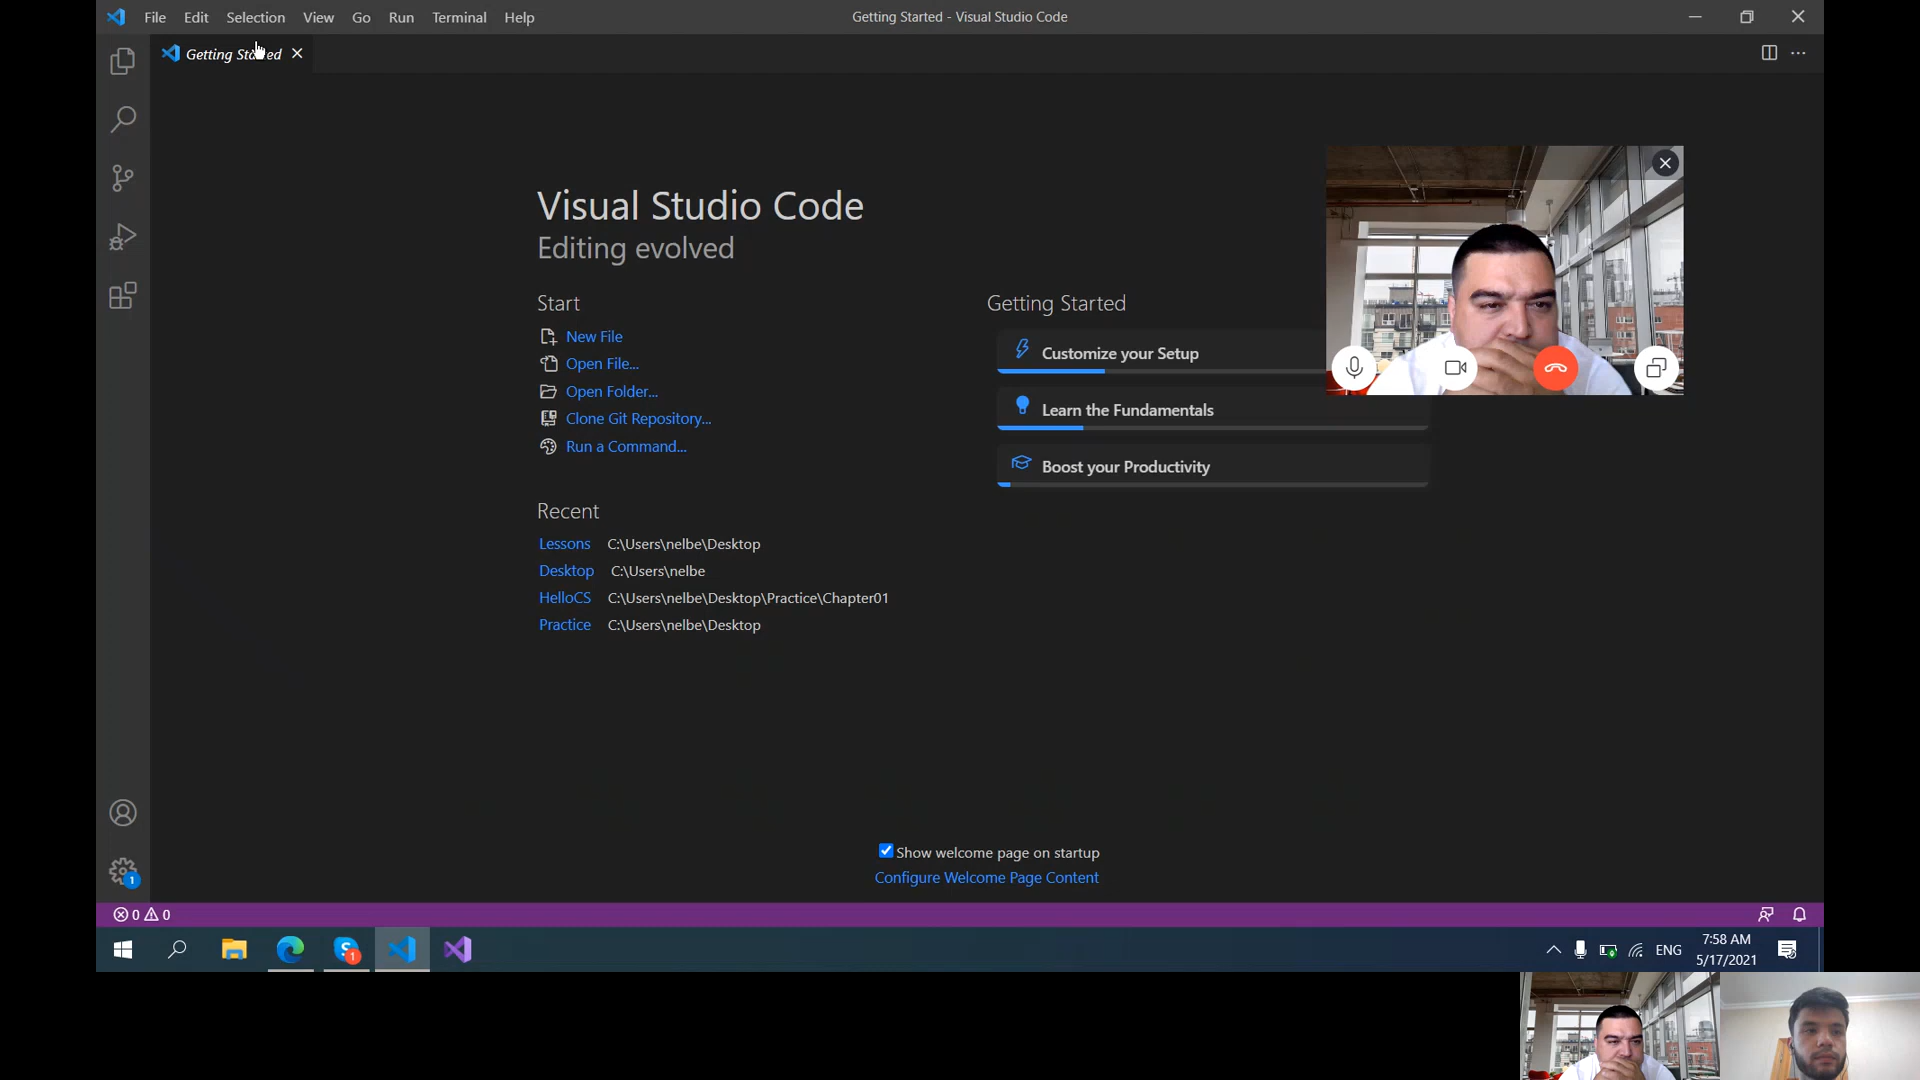 File Edit Selection View Go Run Terminal Help
Getting Started - Visual Studio Code
Getting Started
Visual Studio Code
Editing evolved
Start
New File
Open File...
Open Folder...
Clone Git Repository...
Run a Command...
Getting Started
Customize your Setup
Learn the Fundamentals
Boost your Productivity
Recent
Lessons C:\Users\nelbe\Desktop
Desktop C:\Users\nelbe
HelloCS C:\Users\nelbe\Desktop\Practice\Chapter01
Practice C:\Users\nelbe\Desktop
Show welcome page on startup
Configure Welcome Page Content
1
0 0
S 1
ENG
7:58 AM
5/17/2021